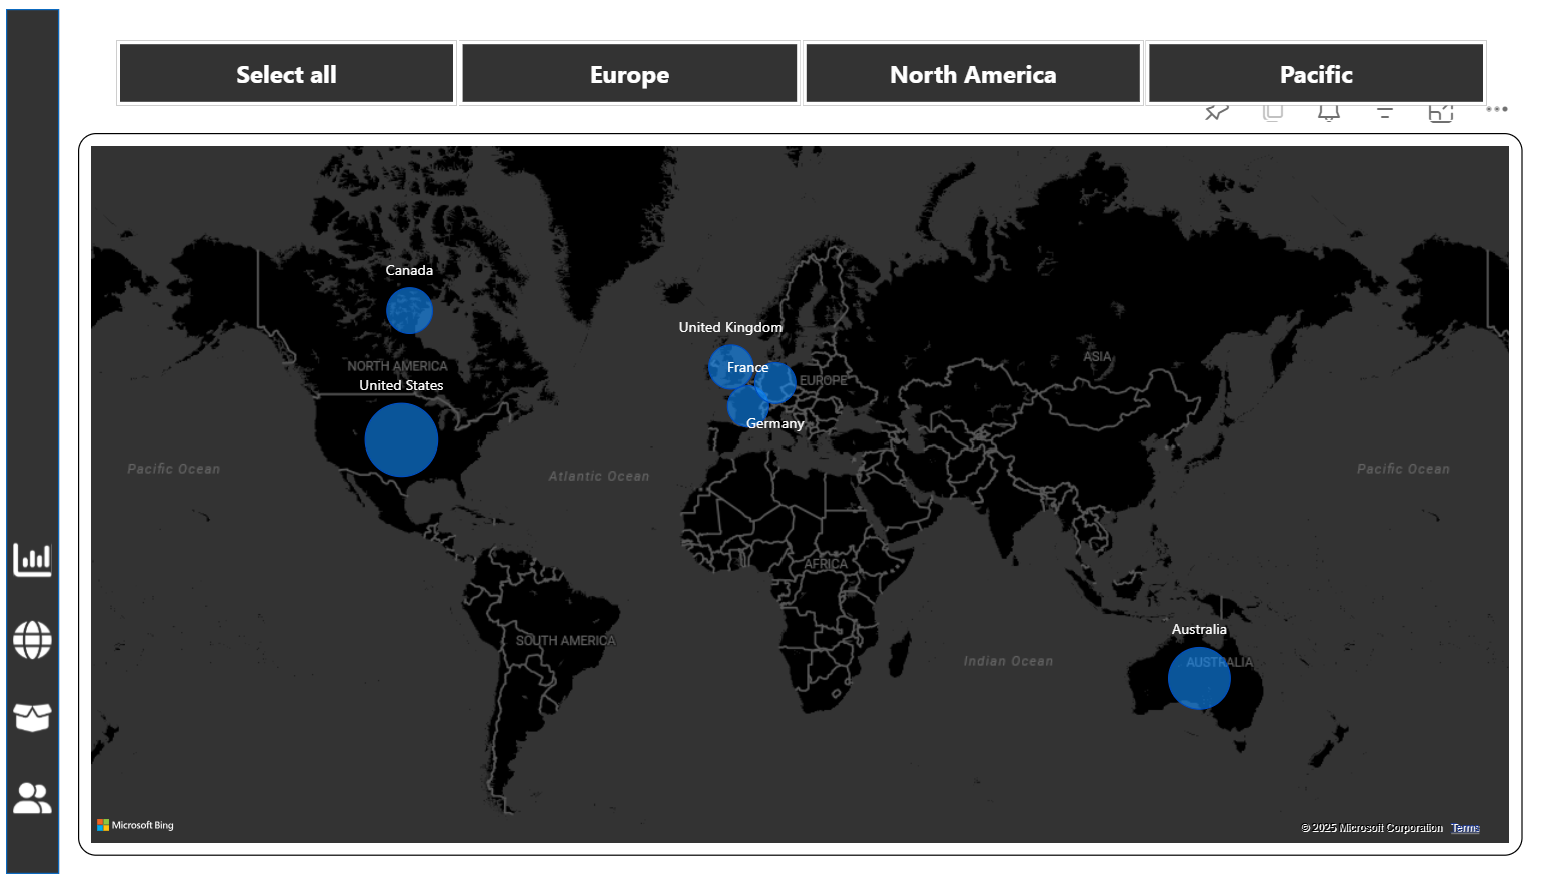 Select all
Europe
North America
Pacific
Canada
United Kingdom
NORTH AMERICA
France
ASIA
United States
EUROPE
Germany
Pacific Ocean
Atlantic Ocean
Pacific Ocean
AFRICA
Australia
SOUTH AMERICA
Indian Ocean
AUSTRALIA
Microsoft Bing
© 2025 Microsoft Corporation Terms